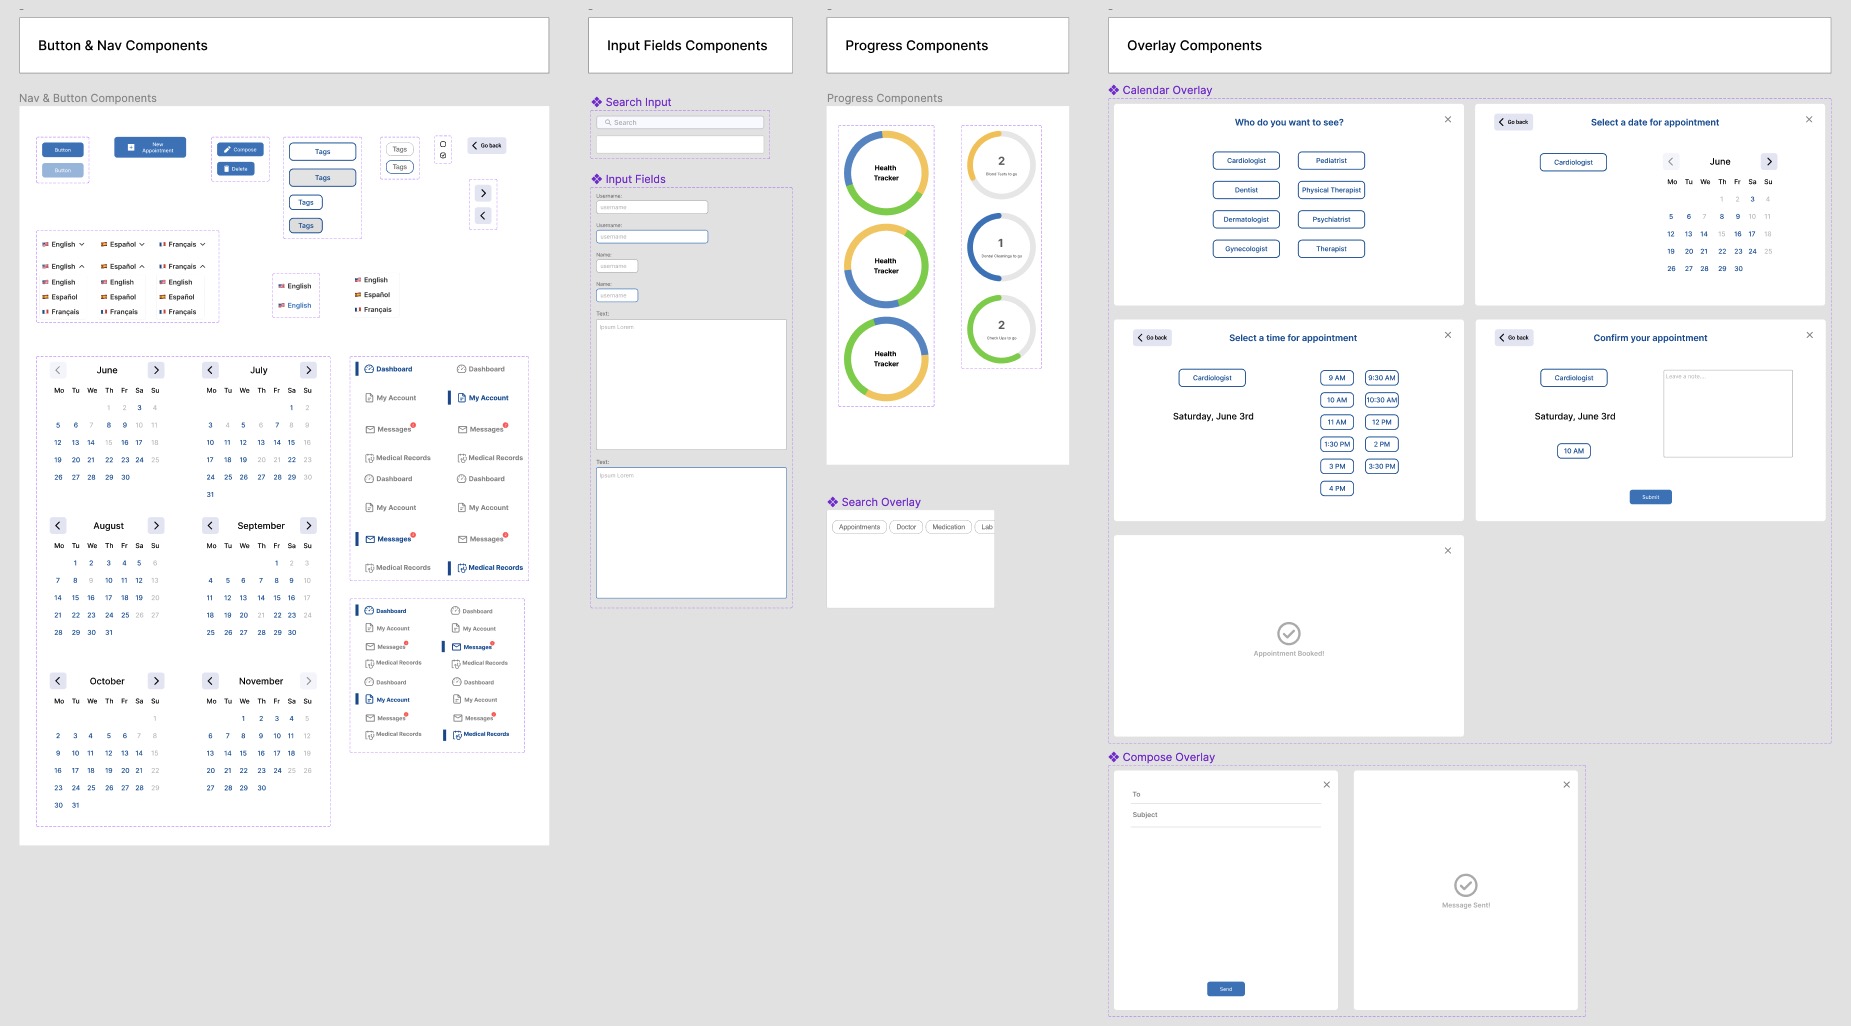 Button & Nav Components
Input Fields Components
Progress Components
Overlay Components
Nav & Button Components
Button
Button
New
Appointment
Compose
Delete
Tags
Tags
Tags
Tags
Tags
Tags
Go back
English
Español
Français
English
Español
Français
English
English
English
Español
Español
Español
Français
Français
Français
English
English
English
Español
Français
June
Mo Tu We Th Fr Sa Su
1 2 3 4
5 6 7 8 9 10 11
12 13 14 15 16 17 18
19 20 21 22 23 24 25
26 27 28 29 30
July
Mo Tu We Th Fr Sa Su
1 2
3 4 5 6 7 8 9
10 11 12 13 14 15 16
17 18 19 20 21 22 23
24 25 26 27 28 29 30
31
August
Mo Tu We Th Fr Sa Su
1 2 3 4 5 6
7 8 9 10 11 12 13
14 15 16 17 18 19 20
21 22 23 24 25 26 27
28 29 30 31
September
Mo Tu We Th Fr Sa Su
1 2 3
4 5 6 7 8 9 10
11 12 13 14 15 16 17
18 19 20 21 22 23 24
25 26 27 28 29 30
October
Mo Tu We Th Fr Sa Su
1
2 3 4 5 6 7 8
9 10 11 12 13 14 15
16 17 18 19 20 21 22
23 24 25 26 27 28 29
30 31
November
Mo Tu We Th Fr Sa Su
1 2 3 4 5
6 7 8 9 10 11 12
13 14 15 16 17 18 19
20 21 22 23 24 25 26
27 28 29 30
Dashboard
My Account
Messages
Medical Records
Dashboard
My Account
Messages
Medical Records
Dashboard
My Account
Messages
Medical Records
Dashboard
My Account
Messages
Medical Records
Dashboard
My Account
Messages
Medical Records
Dashboard
My Account
Messages
Medical Records
Dashboard
My Account
Messages
Medical Records
Dashboard
My Account
Messages
Medical Records
Search Input
Search
Input Fields
Username:
username
Username:
username
Name:
username
Name:
username
Text:
Ipsum Lorem
Text:
Ipsum Lorem
Progress Components
Health
Tracker
Health
Tracker
Health
Tracker
2
Blood Tests to go
1
Dental Cleanings to go
2
Check Ups to go
Search Overlay
Appointments Doctor Medication Lab
Calendar Overlay
Who do you want to see?
Cardiologist Pediatrist
Dentist Physical Therapist
Dermatologist Psychiatrist
Gynecologist Therapist
Go back
Select a date for appointment
Cardiologist
June
Mo Tu We Th Fr Sa Su
1 2 3 4
5 6 7 8 9 10 11
12 13 14 15 16 17 18
19 20 21 22 23 24 25
26 27 28 29 30
Go back
Select a time for appointment
Cardiologist
Saturday, June 3rd
9 AM 9:30 AM
10 AM 10:30 AM
11 AM 12 PM
1:30 PM 2 PM
3 PM 3:30 PM
4 PM
Go back
Confirm your appointment
Cardiologist
Saturday, June 3rd
10 AM
Leave a note...
Submit
Appointment Booked!
Compose Overlay
To
Subject
Send
Message Sent!